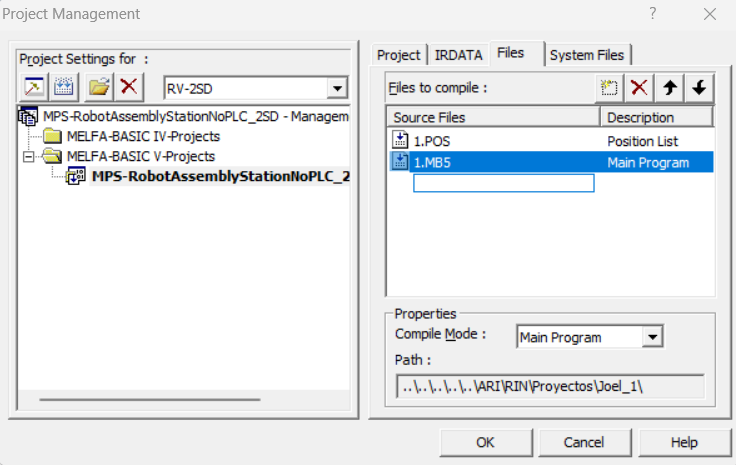 Project Management
?
Project Settings for :
RV-2SD
MPS-RobotAssemblyStationNoPLC_2SD - Manageme
MELFA-BASIC IV-Projects
MELFA-BASIC V-Projects
MPS-RobotAssemblyStationNoPLC_2
Project IRDATA Files System Files
Files to compile :
Source Files Description
1.POS Position List
1.MB5 Main Program
Properties
Compile Mode : Main Program
Path :
..\..\..\..\..\ARI\RIN\Proyectos\Joel_1\
OK Cancel Help